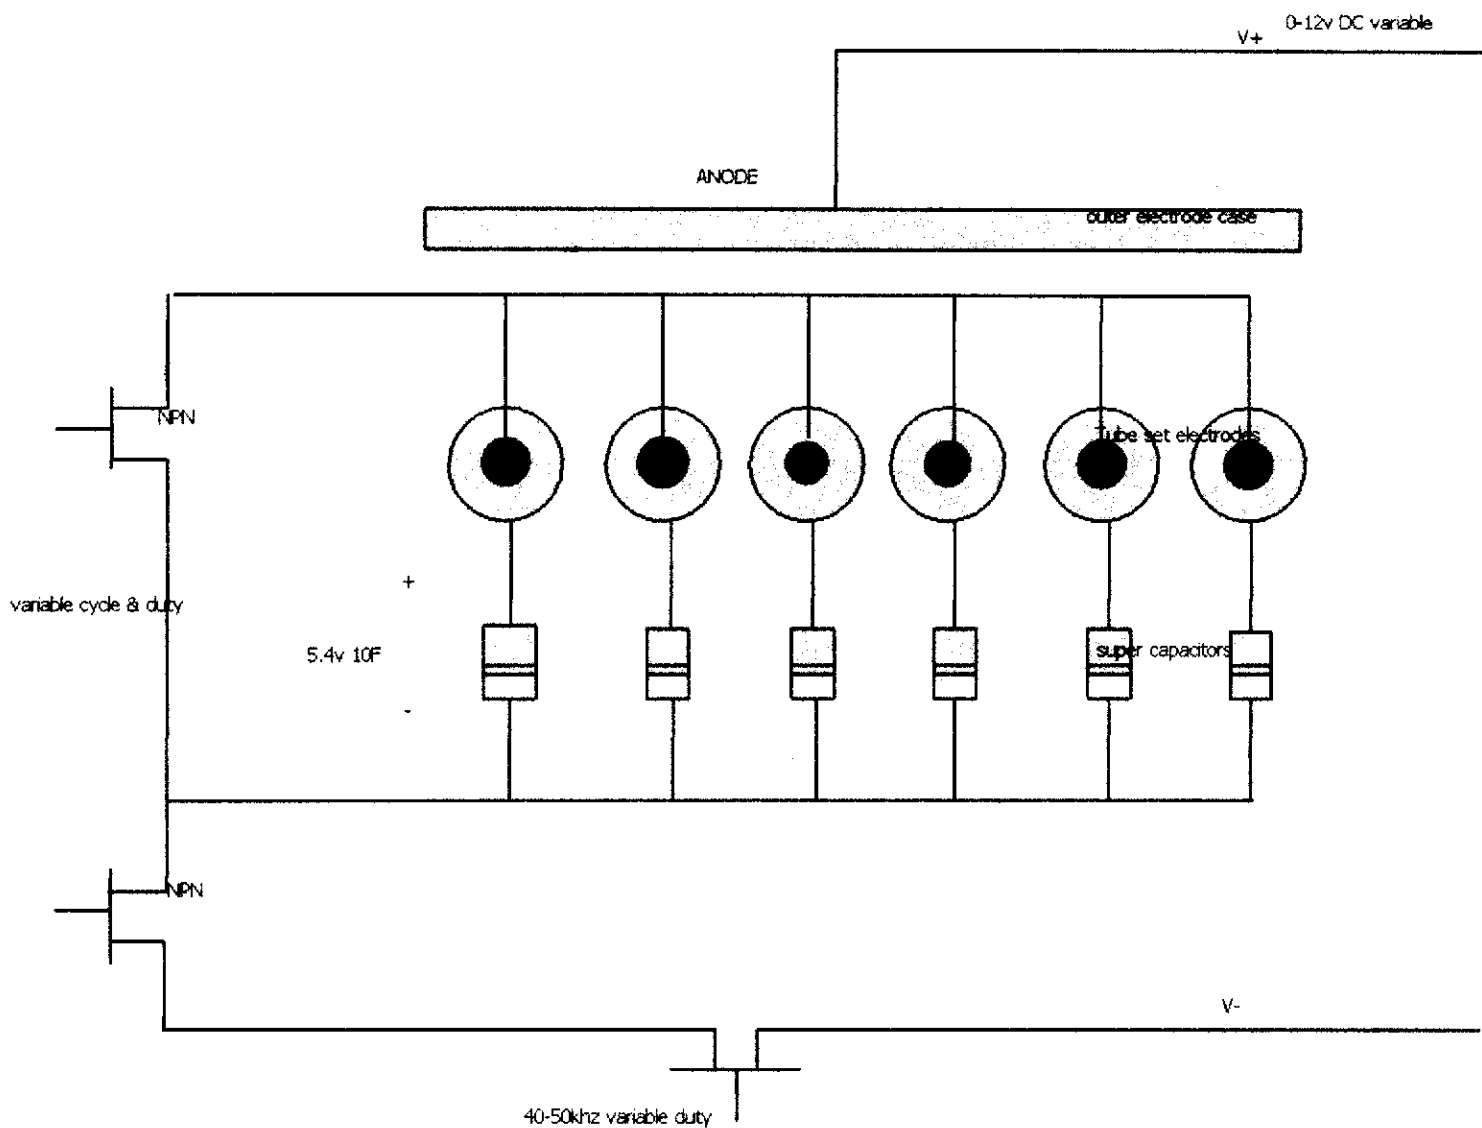 0-12v DC variable
V+
ANODE
outer electrode case
NPN
Tube set electrodes
+
variable cycle & duty
5.4v 10F
super capacitors
-
NPN
V-
40-50khz variable duty